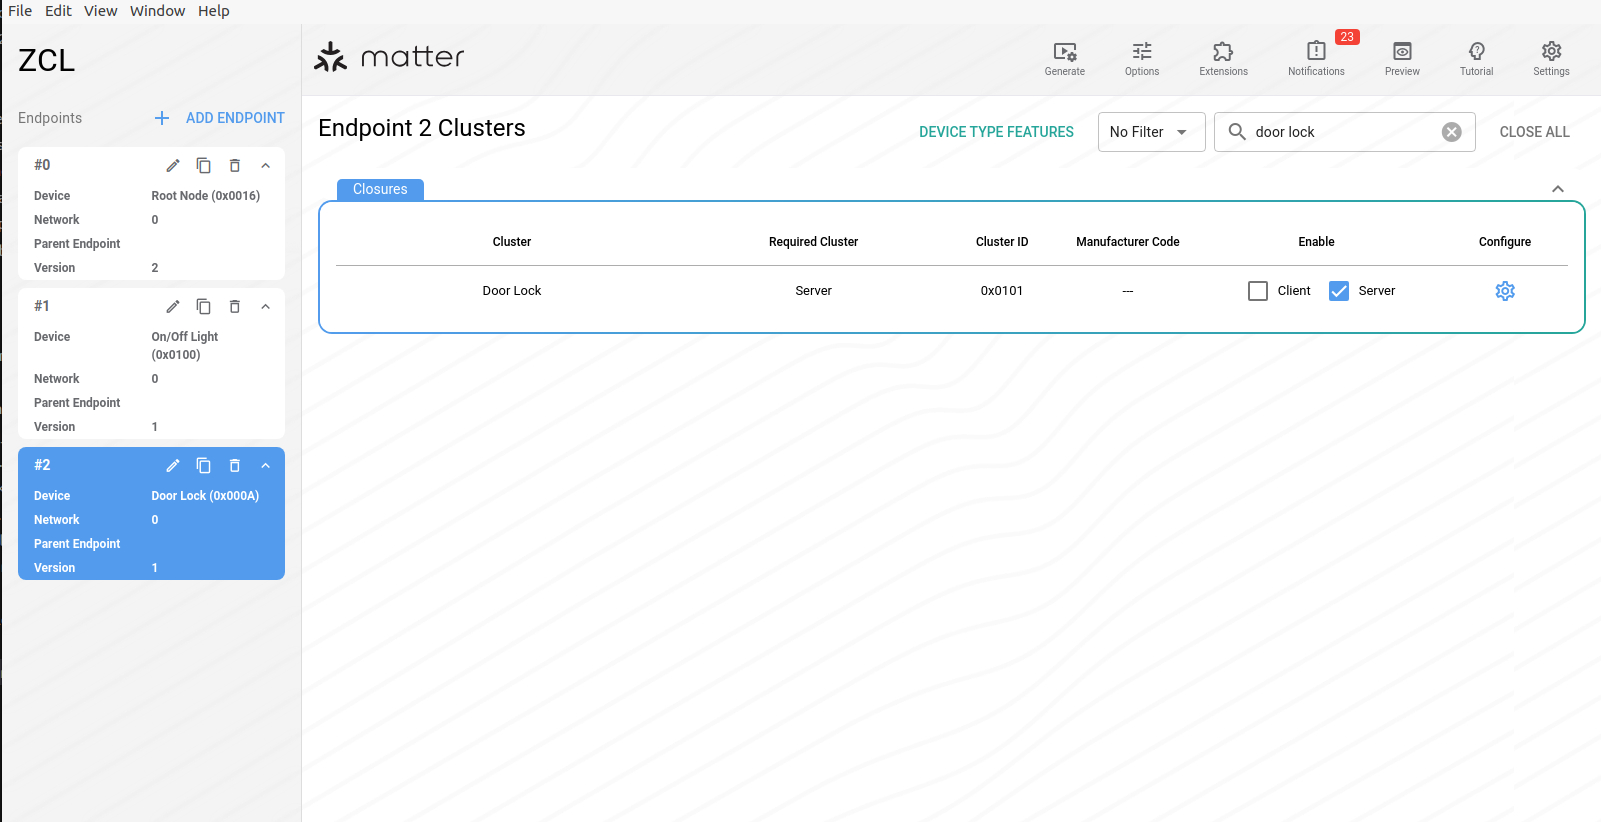 File Edit View Window Help
ZCL
matter
23
Generate Options Extensions Notifications Preview Tutorial Settings
Endpoints + ADD ENDPOINT
#0
Device Root Node (0x0016)
Network 0
Parent Endpoint
Version 2
#1
Device On/Off Light
(0x0100)
Network 0
Parent Endpoint
Version 1
#2
Device Door Lock (0x000A)
Network 0
Parent Endpoint
Version 1
Endpoint 2 Clusters
DEVICE TYPE FEATURES No Filter door lock CLOSE ALL
Closures
Cluster Required Cluster Cluster ID Manufacturer Code Enable Configure
Door Lock Server 0x0101 --- Client Server